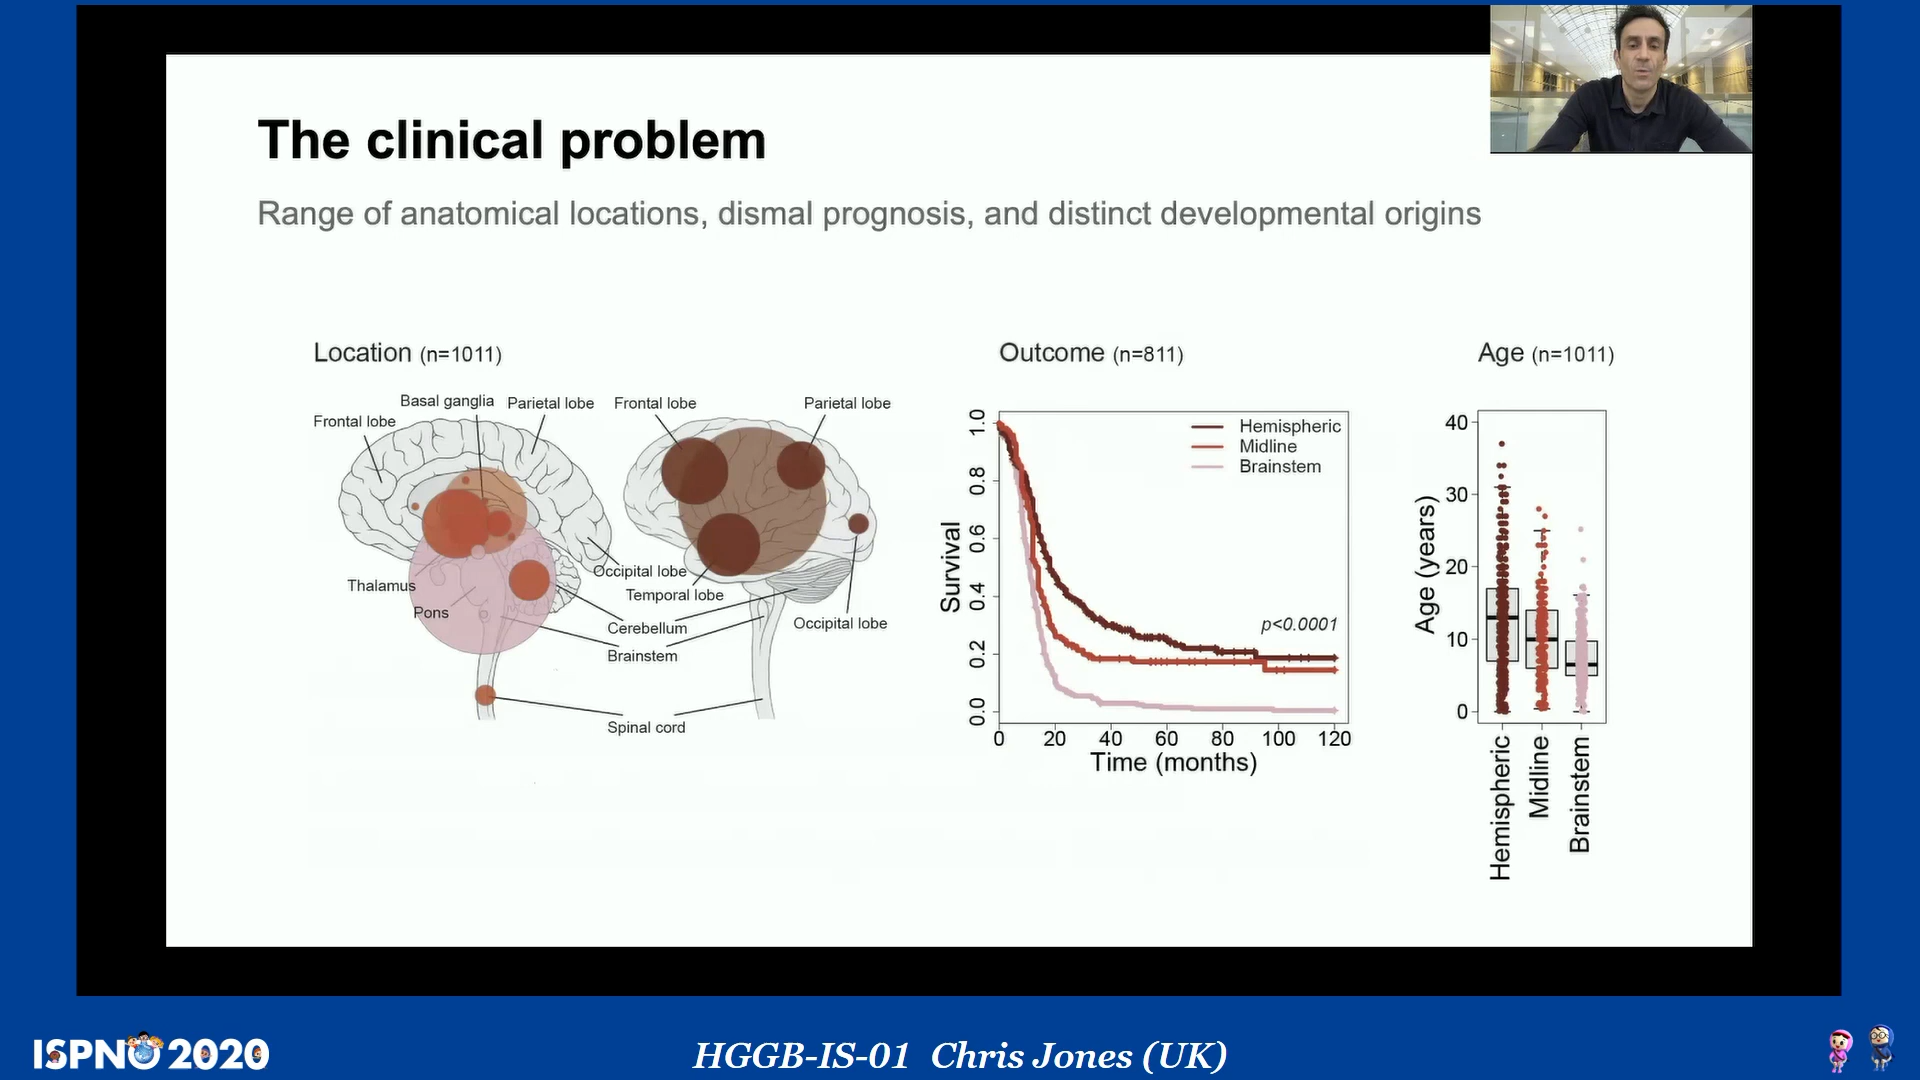 The clinical problem
Range of anatomical locations, dismal prognosis, and distinct developmental origins
Location (n=1011)
Frontal lobe
Basal ganglia
Parietal lobe
Frontal lobe
Parietal lobe
Thalamus
Pons
Occipital lobe
Temporal lobe
Cerebellum
Brainstem
Occipital lobe
Spinal cord
Outcome (n=811)
Survival
1.0
0.8
0.6
0.4
0.2
0.0
Hemispheric
Midline
Brainstem
p<0.0001
0 20 40 60 80 100 120
Time (months)
Age (n=1011)
Age (years)
40
30
20
10
0
Hemispheric
Midline
Brainstem
ISPNO 2020
HGGB-IS-01 Chris Jones (UK)